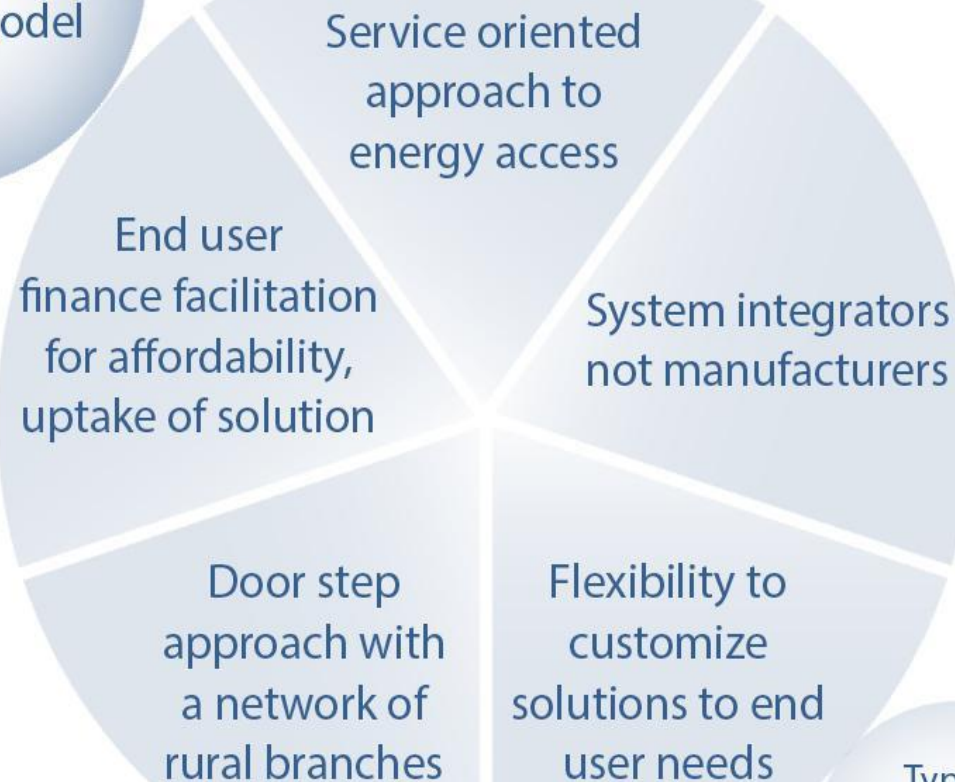 odel
Service oriented
approach to
energy access
End user
finance facilitation
for affordability,
uptake of solution
System integrators
not manufacturers
Door step
approach with
a network of
rural branches
Flexibility to
customize
solutions to end
user needs
Typ